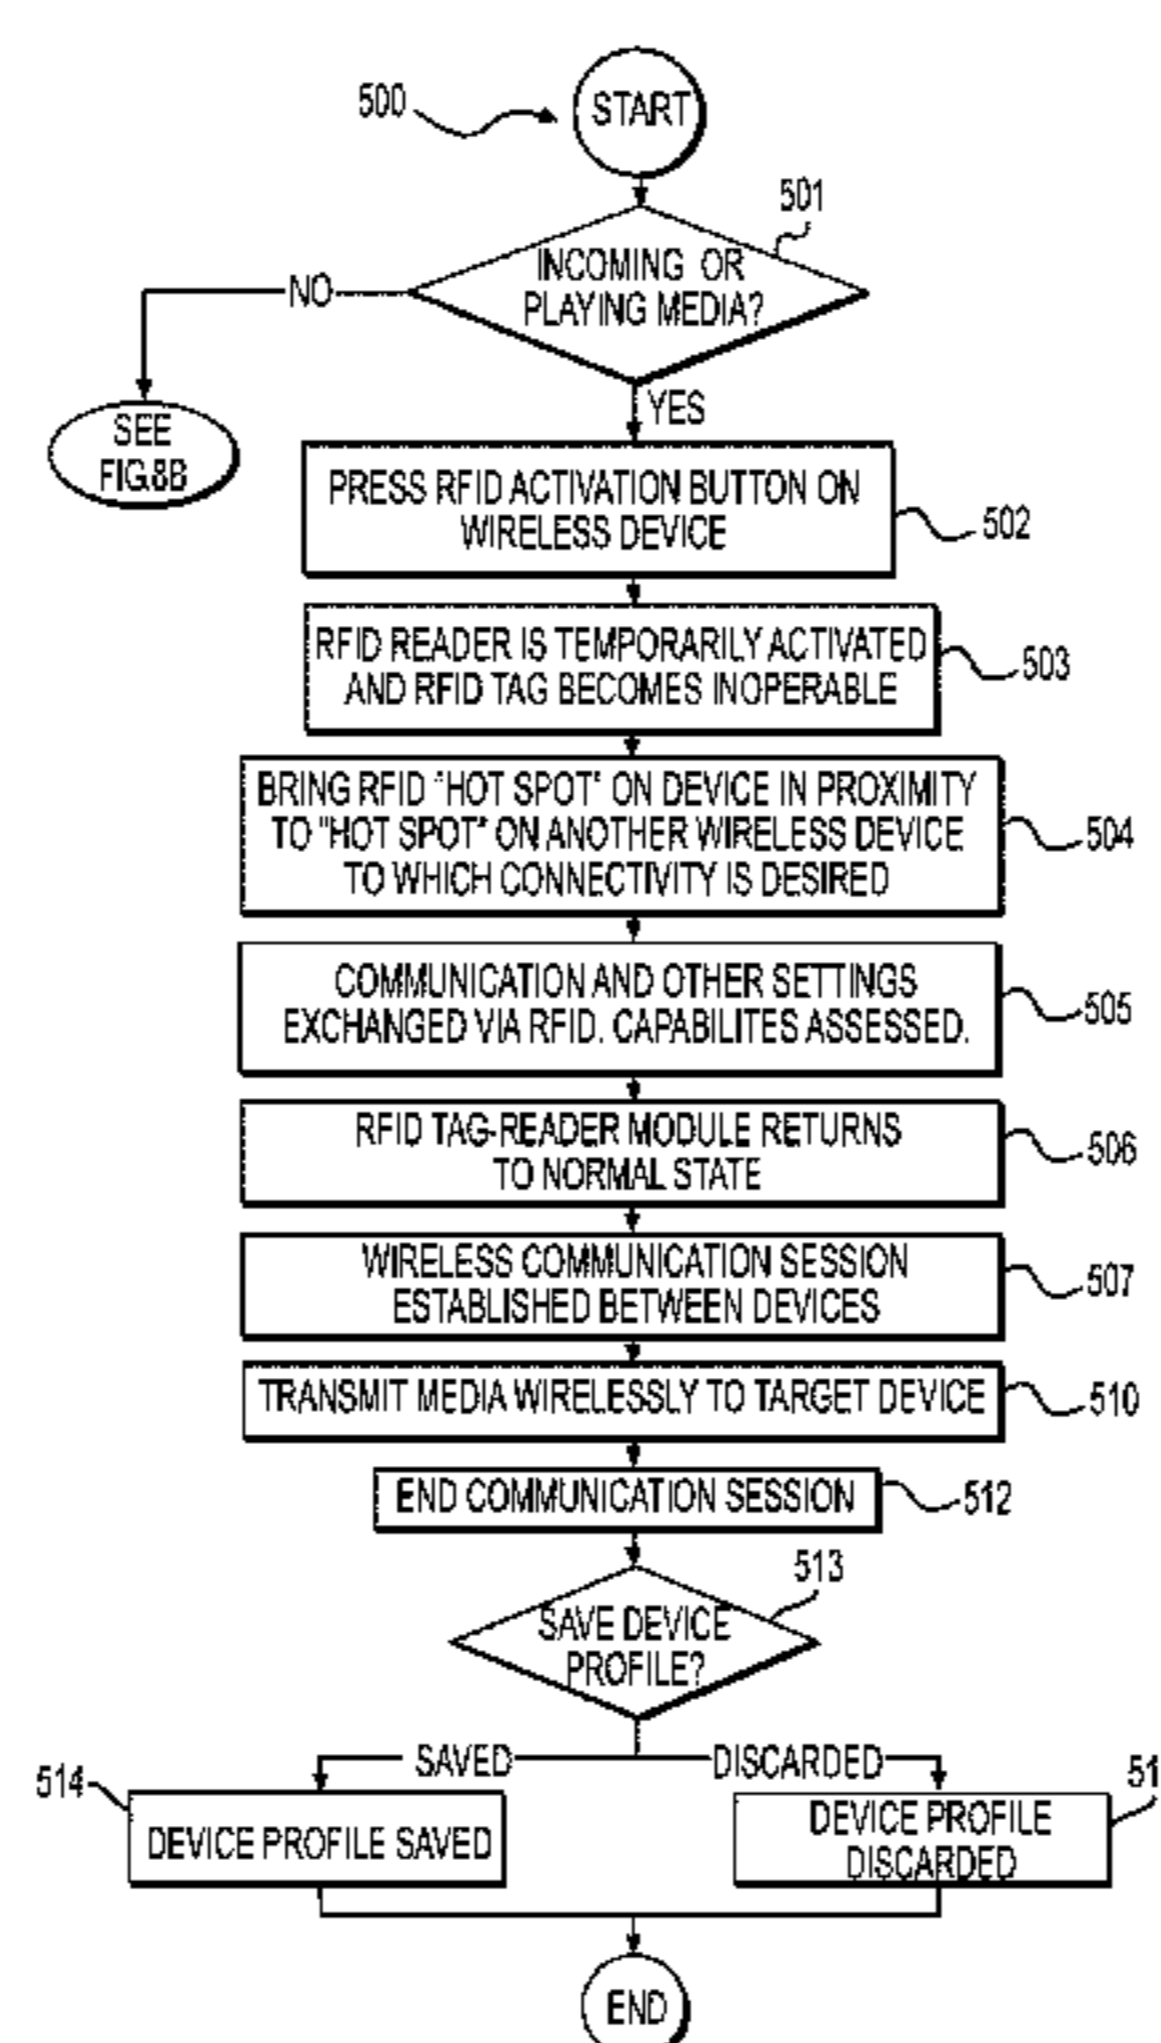 500
START
501
INCOMING OR
PLAYING MEDIA?
NO
SEE
FIG.8B
YES
PRESS RFID ACTIVATION BUTTON ON
WIRELESS DEVICE
502
RFID READER IS TEMPORARILY ACTIVATED
AND RFID TAG BECOMES INOPERABLE
503
BRING RFID "HOT SPOT" ON DEVICE IN PROXIMITY
TO "HOT SPOT" ON ANOTHER WIRELESS DEVICE
TO WHICH CONNECTIVITY IS DESIRED
504
COMMUNICATION AND OTHER SETTINGS
EXCHANGED VIA RFID. CAPABILITES ASSESSED.
505
RFID TAG-READER MODULE RETURNS
TO NORMAL STATE
506
WIRELESS COMMUNICATION SESSION
ESTABLISHED BETWEEN DEVICES
507
TRANSMIT MEDIA WIRELESSLY TO TARGET DEVICE
510
END COMMUNICATION SESSION
512
513
SAVE DEVICE
PROFILE?
SAVED
DISCARDED
514
DEVICE PROFILE SAVED
51
DEVICE PROFILE
DISCARDED
END